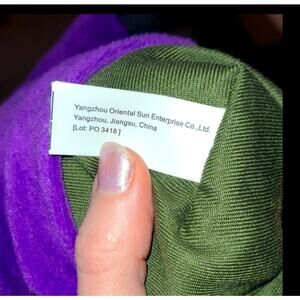 Yangzhou Oriental Sun Enterprise Co.,Ltd.
Yangzhou, Jiangsu, China
[Lot: PO 3418 ]